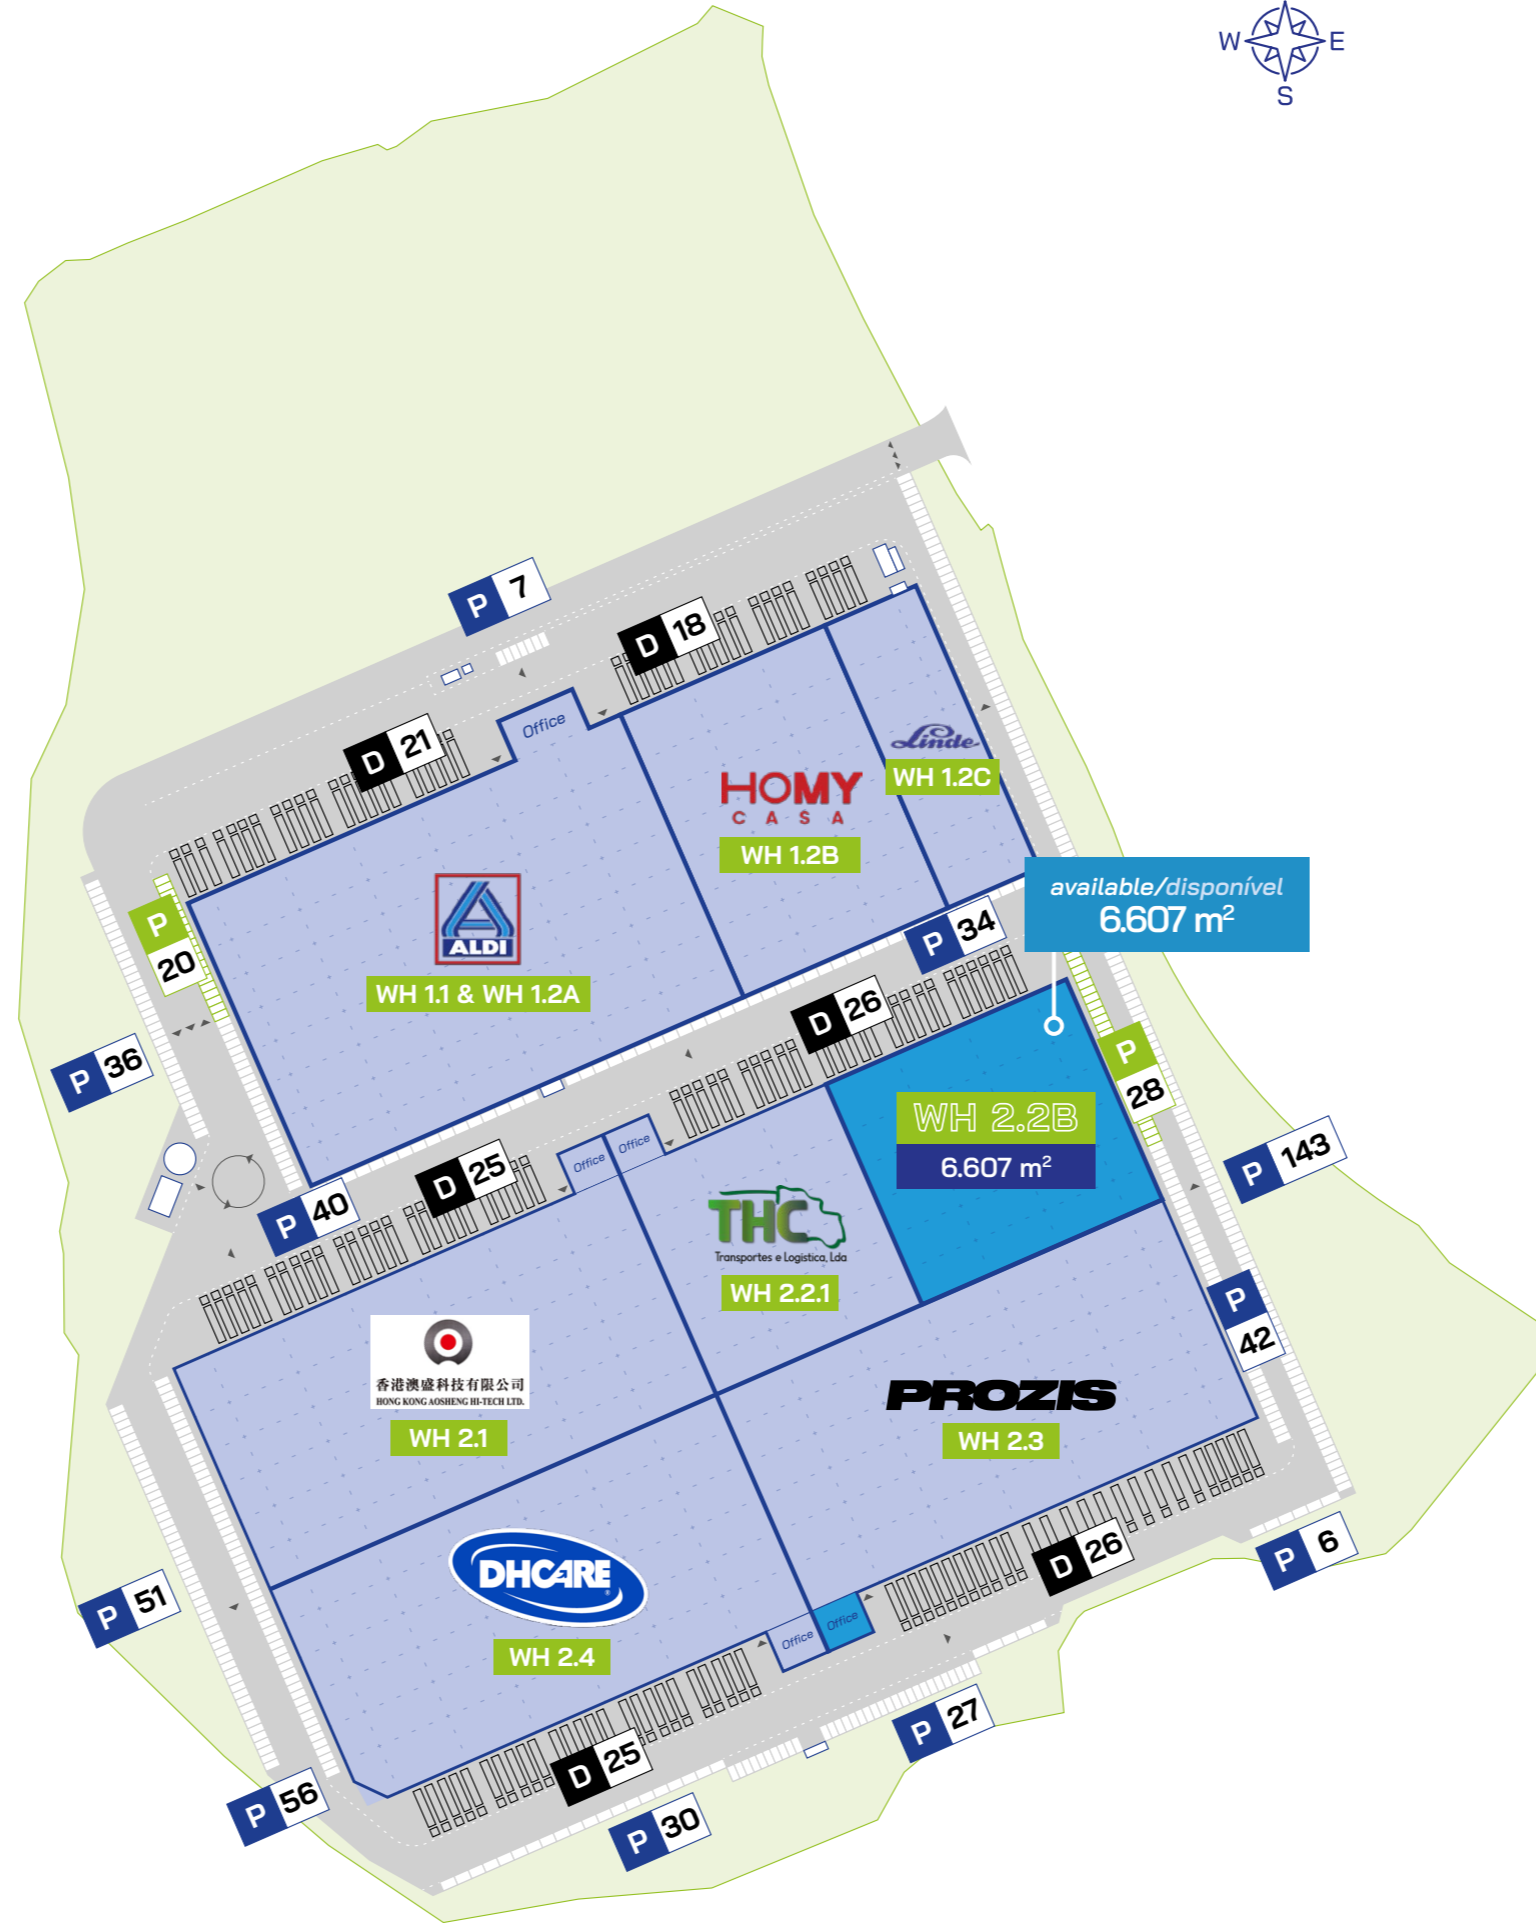 W E
S
P 7
D 18
Office
D 21
Linde
WH 1.2C
HOMY
CASA
WH 1.2B
available/disponível
6.607 m²
ALDI
WH 1.1 & WH 1.2A
P 34
P
20
D 26
P 36
P
28
WH 2.2B
6.607 m²
Office
Office
P 143
D 25
P 40
THC
Transportes e Logística, Lda
WH 2.2.1
P
42
香港澳盛科技有限公司
HONG KONG AOSHENG HI-TECH LTD.
WH 2.1
PROZIS
WH 2.3
D 26
P 6
DHCARE
®
WH 2.4
P 51
Office
Office
P 27
D 25
P 56
P 30